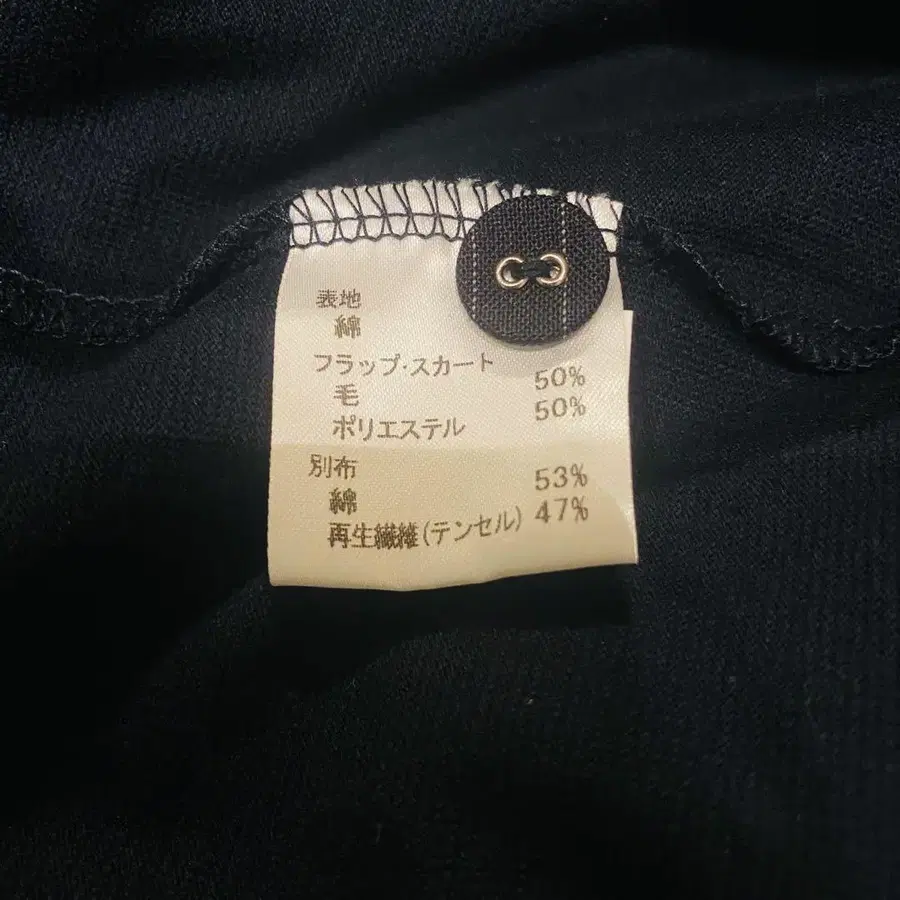 表地
綿
フラップ・スカート
毛 50%
ポリエステル 50%
別布
綿 53%
再生繊維(テンセル) 47%